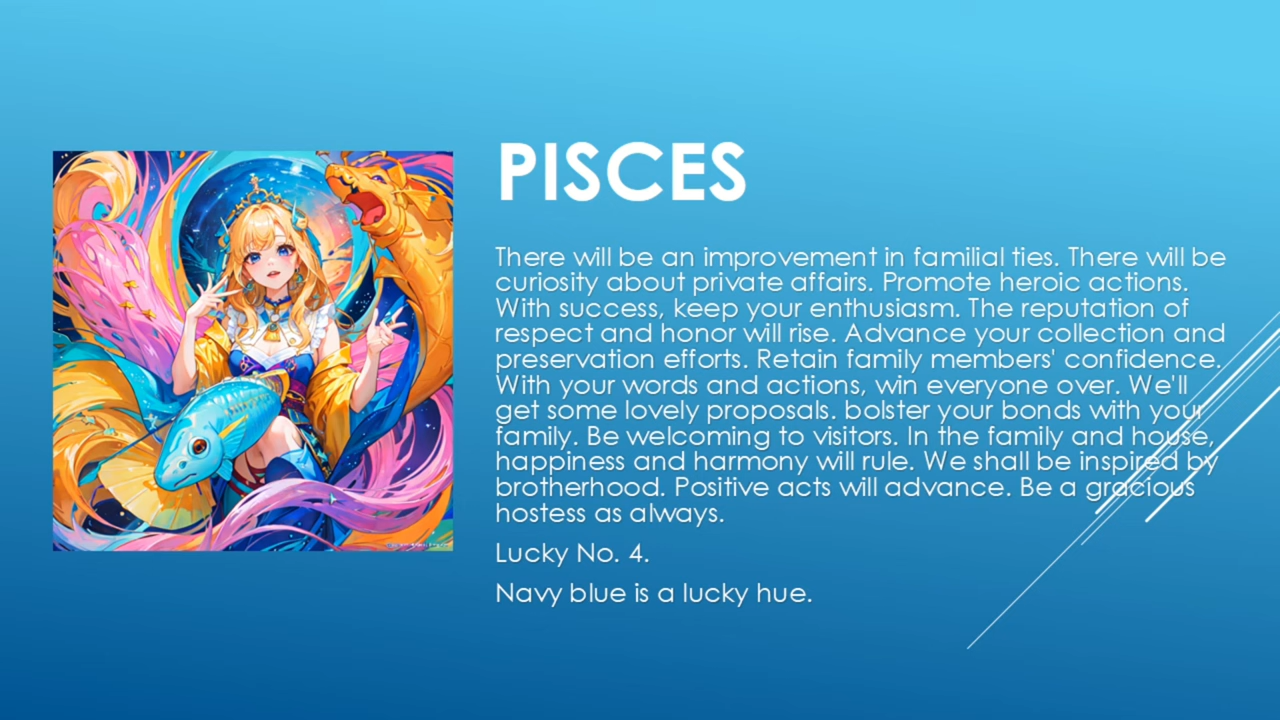 PISCES
There will be an improvement in familial ties. There will be
curiosity about private affairs. Promote heroic actions.
With success, keep your enthusiasm. The reputation of
respect and honor will rise. Advance your collection and
preservation efforts. Retain family members' confidence.
With your words and actions, win everyone over. We'll
get some lovely proposals. bolster your bonds with your
family. Be welcoming to visitors. In the family and house,
happiness and harmony will rule. We shall be inspired by
brotherhood. Positive acts will advance. Be a gracious
hostess as always.
Lucky No. 4.
Navy blue is a lucky hue.